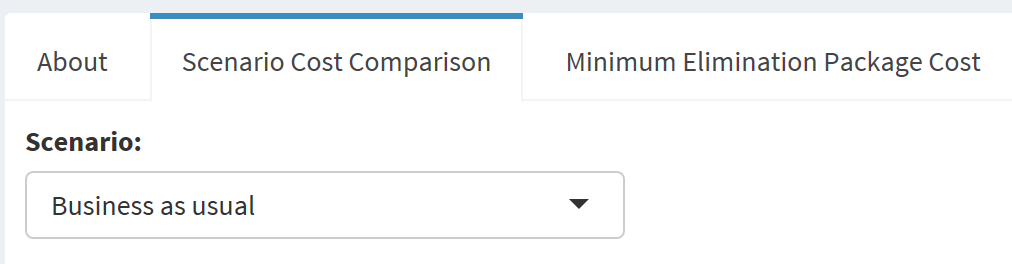 About
Scenario Cost Comparison
Minimum Elimination Package Cost
Scenario:
Business as usual